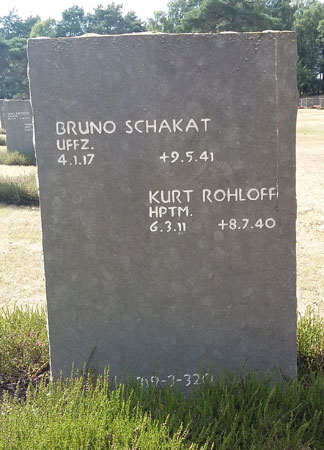 BRUNO SCHAKAT
UFFZ.
4.1.17 +9.5.41
KURT ROHLOFF
HPTM.
6.3.11 +8.7.40